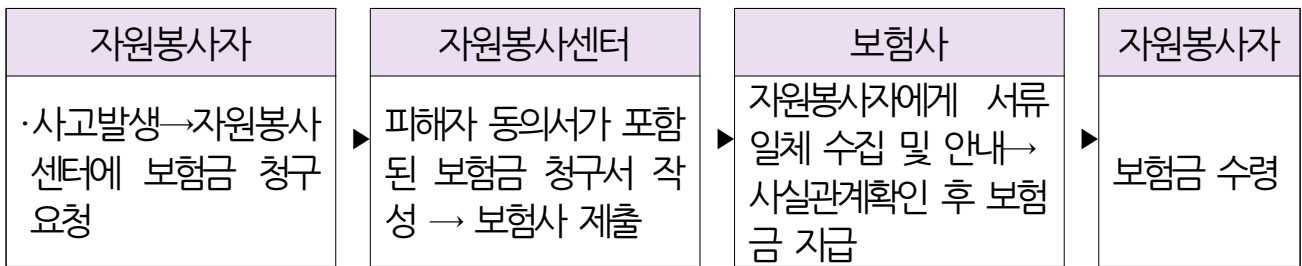 자원봉사자
·사고발생→자원봉사
센터에 보험금 청구
요청
▶
자원봉사센터
피해자 동의서가 포함
된 보험금 청구서 작
성 → 보험사 제출
▶
보험사
자원봉사자에게 서류
일체 수집 및 안내→
사실관계확인 후 보험
금 지급
▶
자원봉사자
보험금 수령